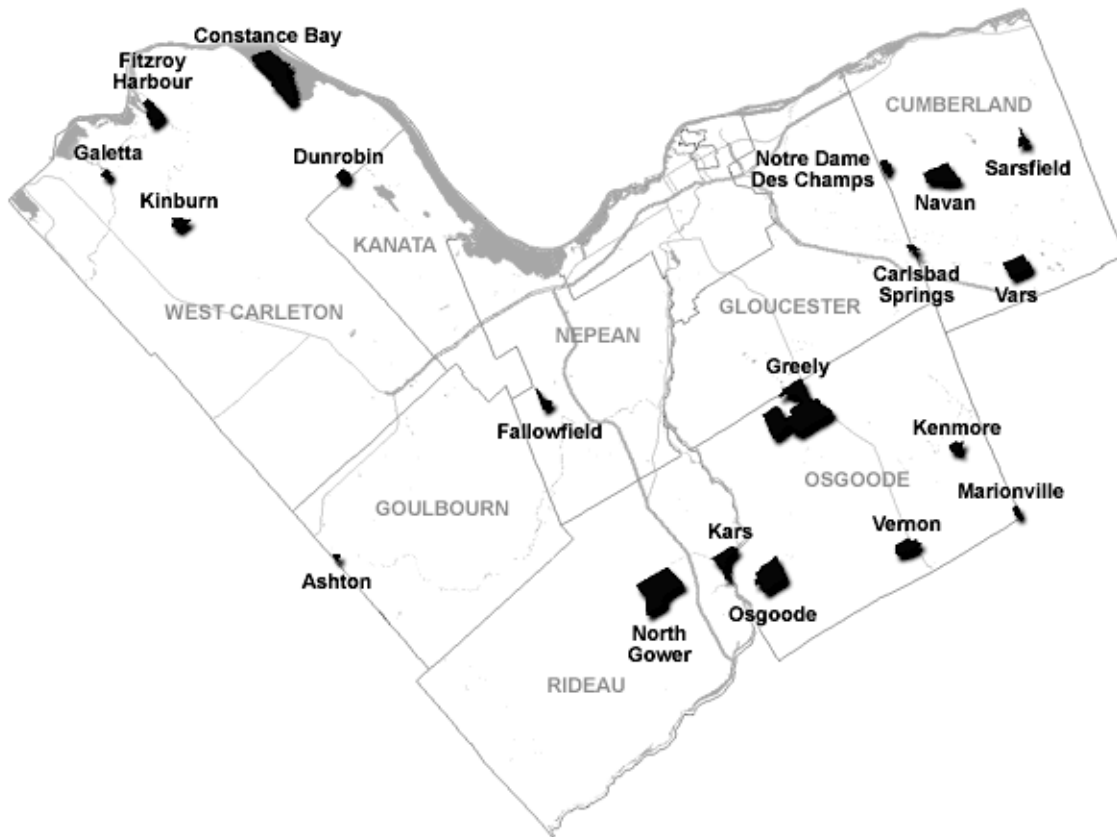 Constance Bay
Fitzroy
Harbour
CUMBERLAND
Galetta
Dunrobin
Notre Dame
Des Champs
Sarsfield
Kinburn
Navan
KANATA
Carlsbad
Springs
Vars
WEST CARLETON
GLOUCESTER
NEPEAN
Greely
Fallowfield
Kenmore
OSGOODE
Marionville
GOULBOURN
Vernon
Kars
Ashton
Osgoode
North
Gower
RIDEAU